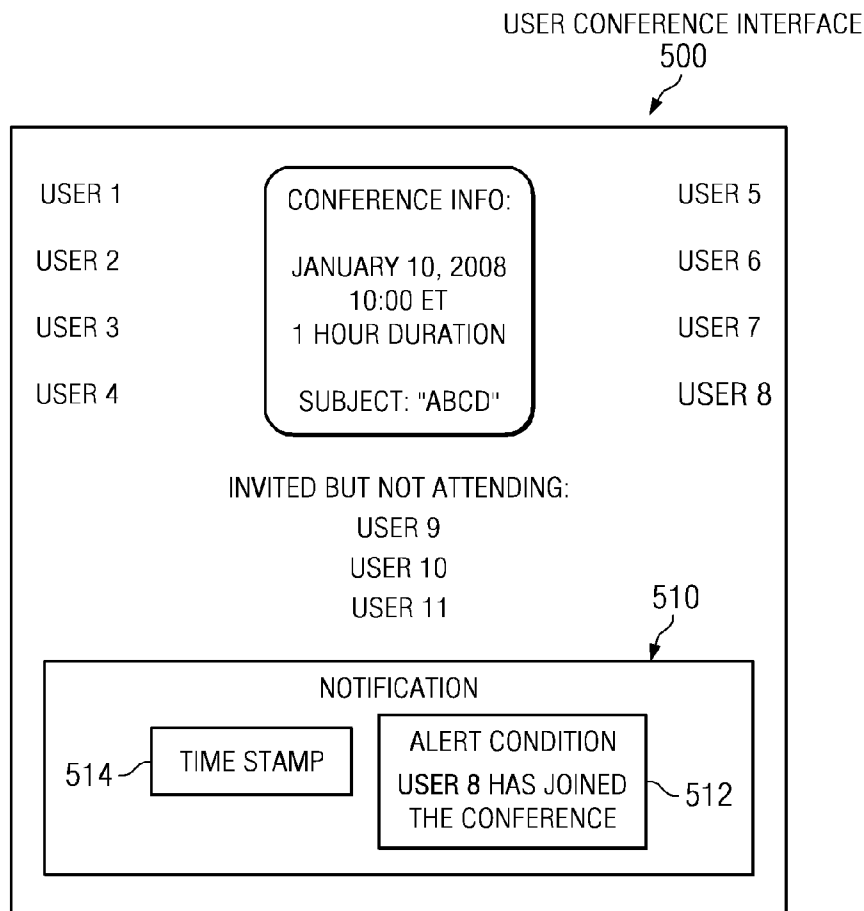 USER CONFERENCE INTERFACE
500
USER 1
USER 2
USER 3
USER 4
CONFERENCE INFO:
JANUARY 10, 2008
10:00 ET
1 HOUR DURATION
SUBJECT: "ABCD"
USER 5
USER 6
USER 7
USER 8
INVITED BUT NOT ATTENDING:
USER 9
USER 10
USER 11
510
NOTIFICATION
514
TIME STAMP
ALERT CONDITION
USER 8 HAS JOINED
THE CONFERENCE
512